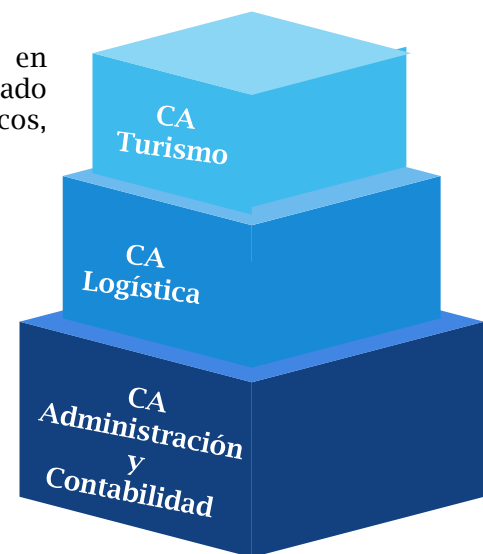 en
ado
cos,
CA
Turismo
CA
Logística
CA
Administración
y
Contabilidad